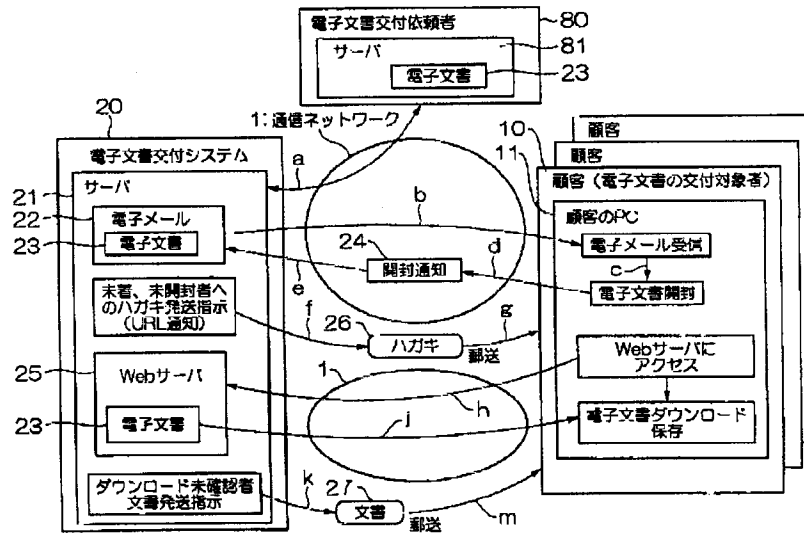 電子文書交付依頼者
80
サーバ
81
電子文書
23
20
1:通信ネットワーク
電子文書交付システム
a
21
サーバ
22
電子メール
23
電子文書
b
24
開封通知
d
e
未着、未開封者へ
のハガキ発送指示
(URL通知)
f
26
ハガキ
g
郵送
25
Webサーバ
1
h
23
電子文書
j
ダウンロード未確認者
文書発送指示
k
27
文書
郵送
m
顧客
顧客
10
顧客(電子文書の交付対象者)
11
顧客のPC
電子メール受信
c
電子文書開封
Webサーバに
アクセス
電子文書ダウンロード
保存